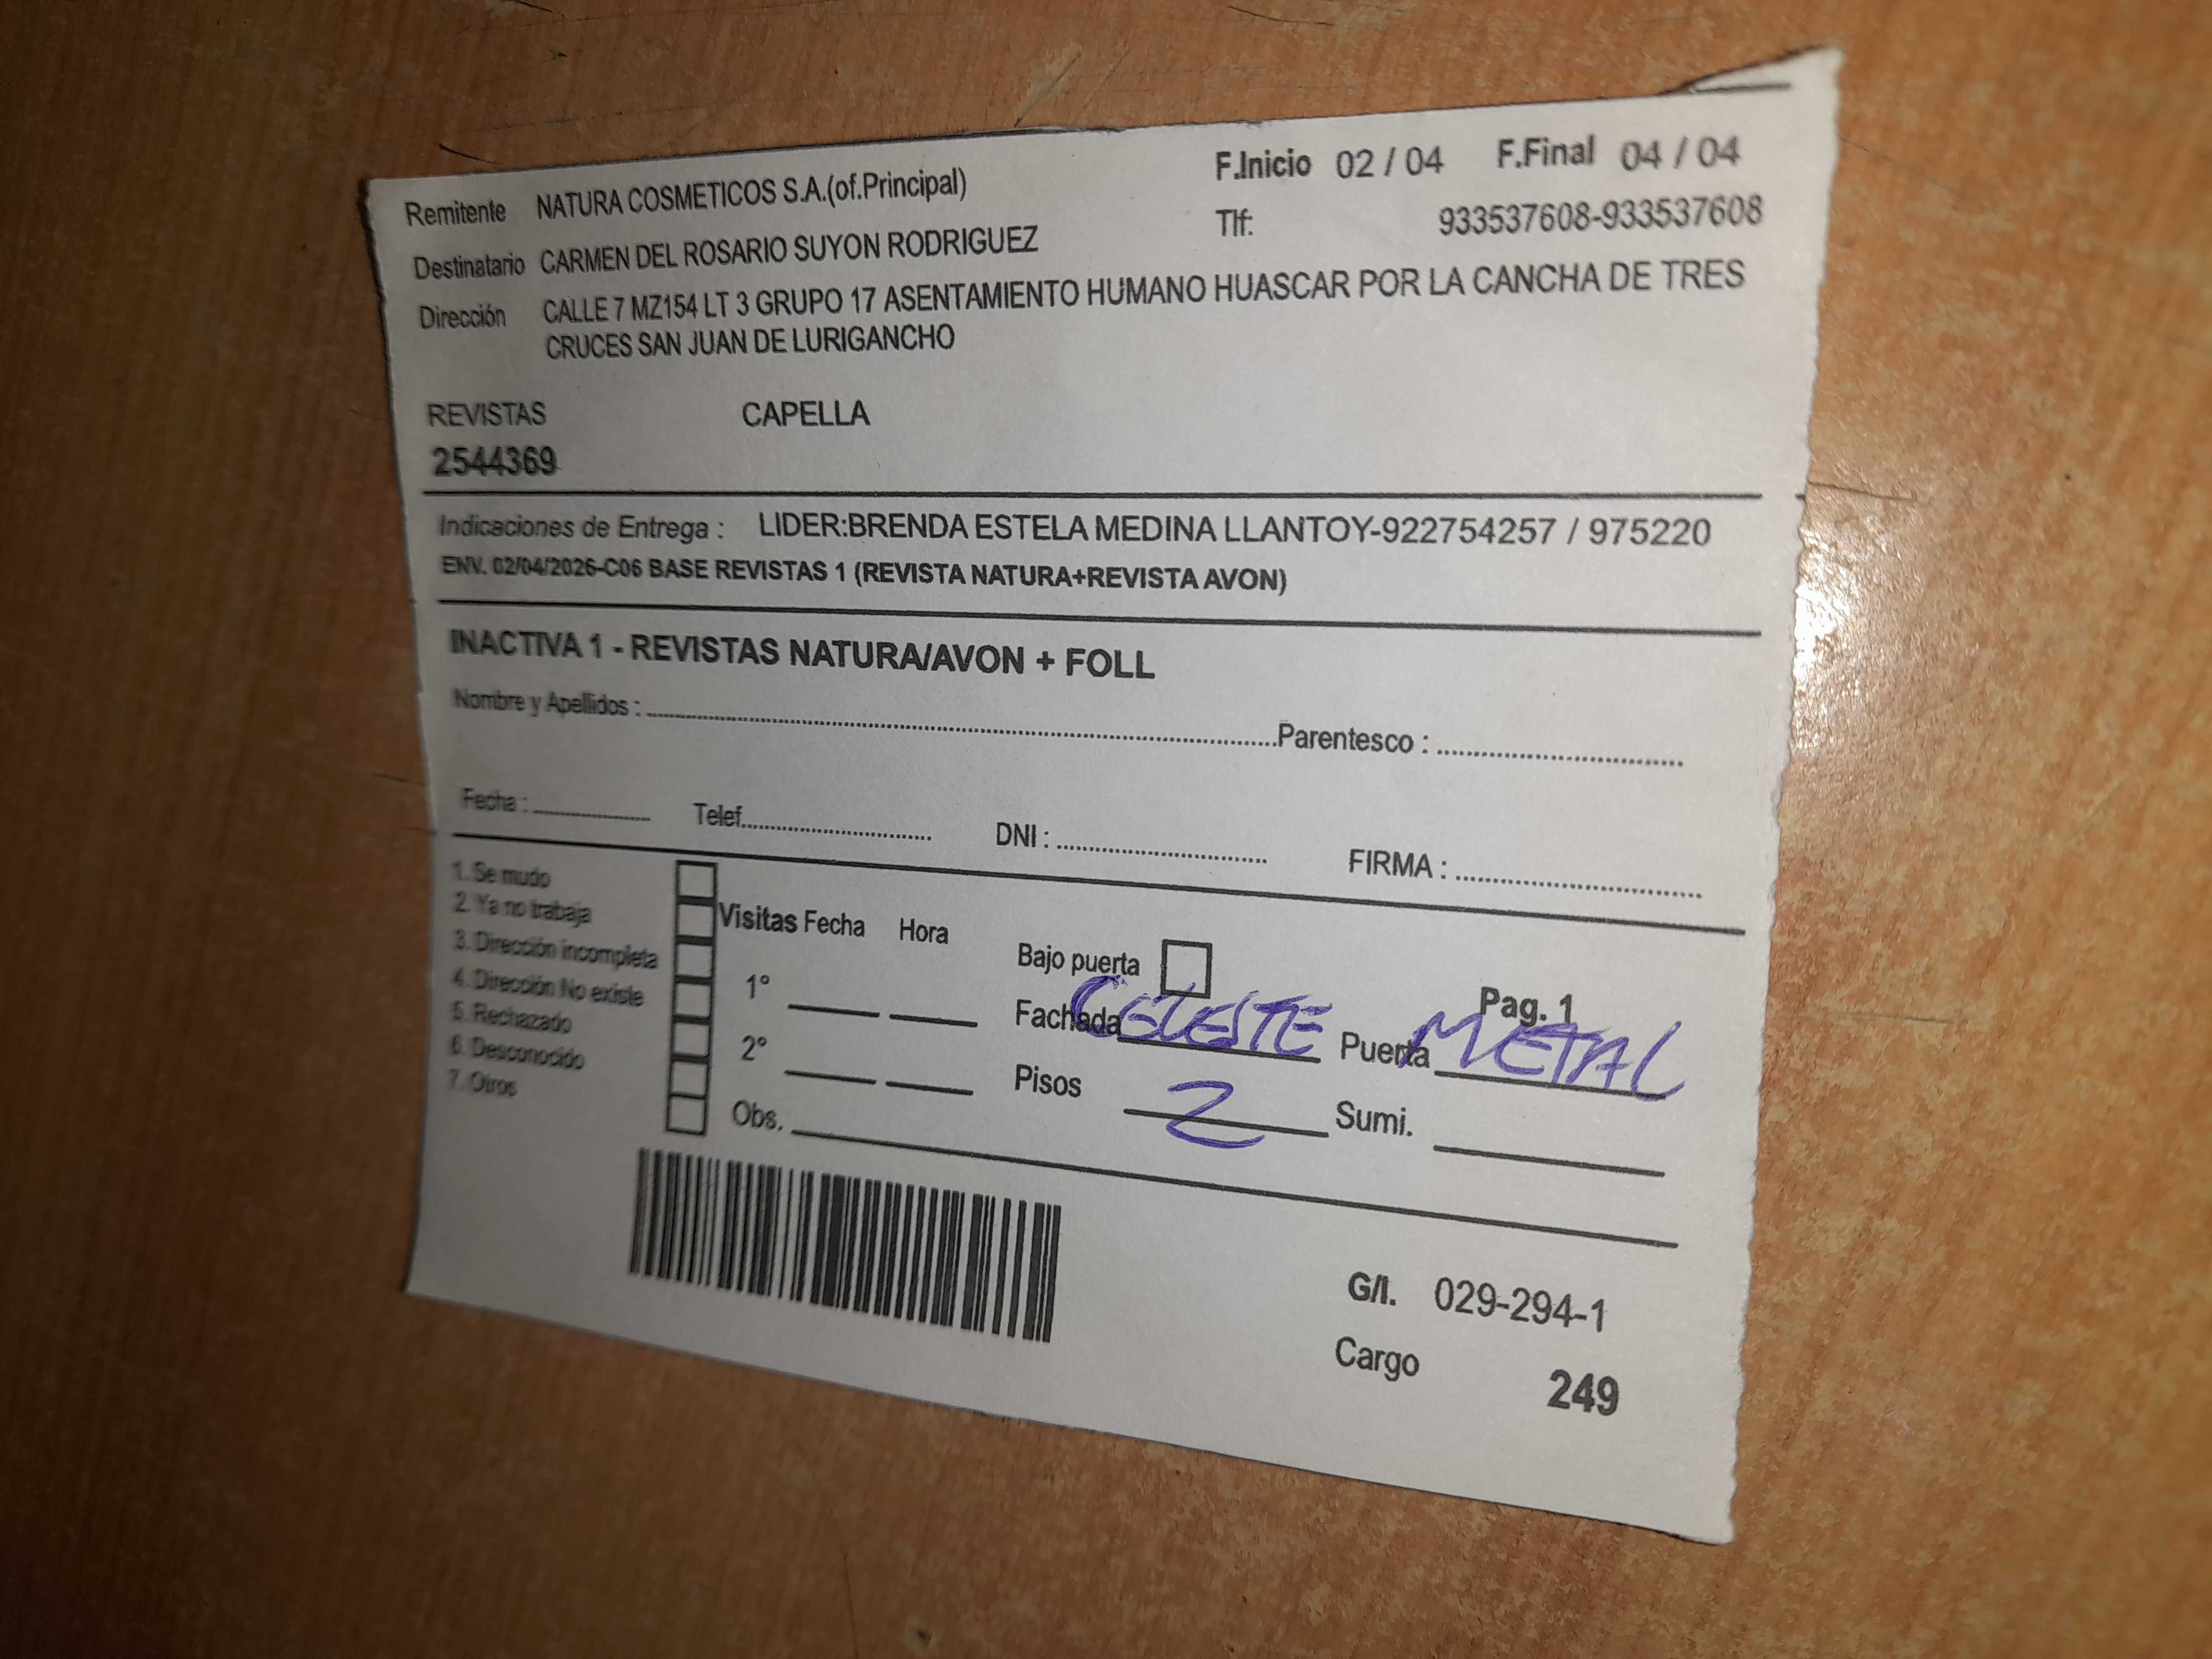 Remitente NATURA COSMETICOS S.A.(of.Principal) F.Inicio 02 / 04 F.Final 04 / 04
Destinatario CARMEN DEL ROSARIO SUYON RODRIGUEZ Tlf: 933537608-933537608
Dirección CALLE 7 MZ154 LT 3 GRUPO 17 ASENTAMIENTO HUMANO HUASCAR POR LA CANCHA DE TRES
CRUCES SAN JUAN DE LURIGANCHO
REVISTAS CAPELLA
2544369
Indicaciones de Entrega : LIDER:BRENDA ESTELA MEDINA LLANTOY-922754257 / 975220
ENV. 02/04/2026-C06 BASE REVISTAS 1 (REVISTA NATURA+REVISTA AVON)
INACTIVA 1 - REVISTAS NATURA/AVON + FOLL
Nombre y Apellidos : Parentesco :
Fecha : Telef. DNI : FIRMA :
1. Se mudo
2. Ya no trabaja
3. Dirección incompleta
4. Dirección No existe
5. Rechazado
6. Desconocido
7. Otros
Visitas Fecha Hora
1°
2°
Obs.
Bajo puerta Pag. 1
Fachada CELESTE Puerta METAL
Pisos 2 Sumi.
G/I. 029-294-1
Cargo 249